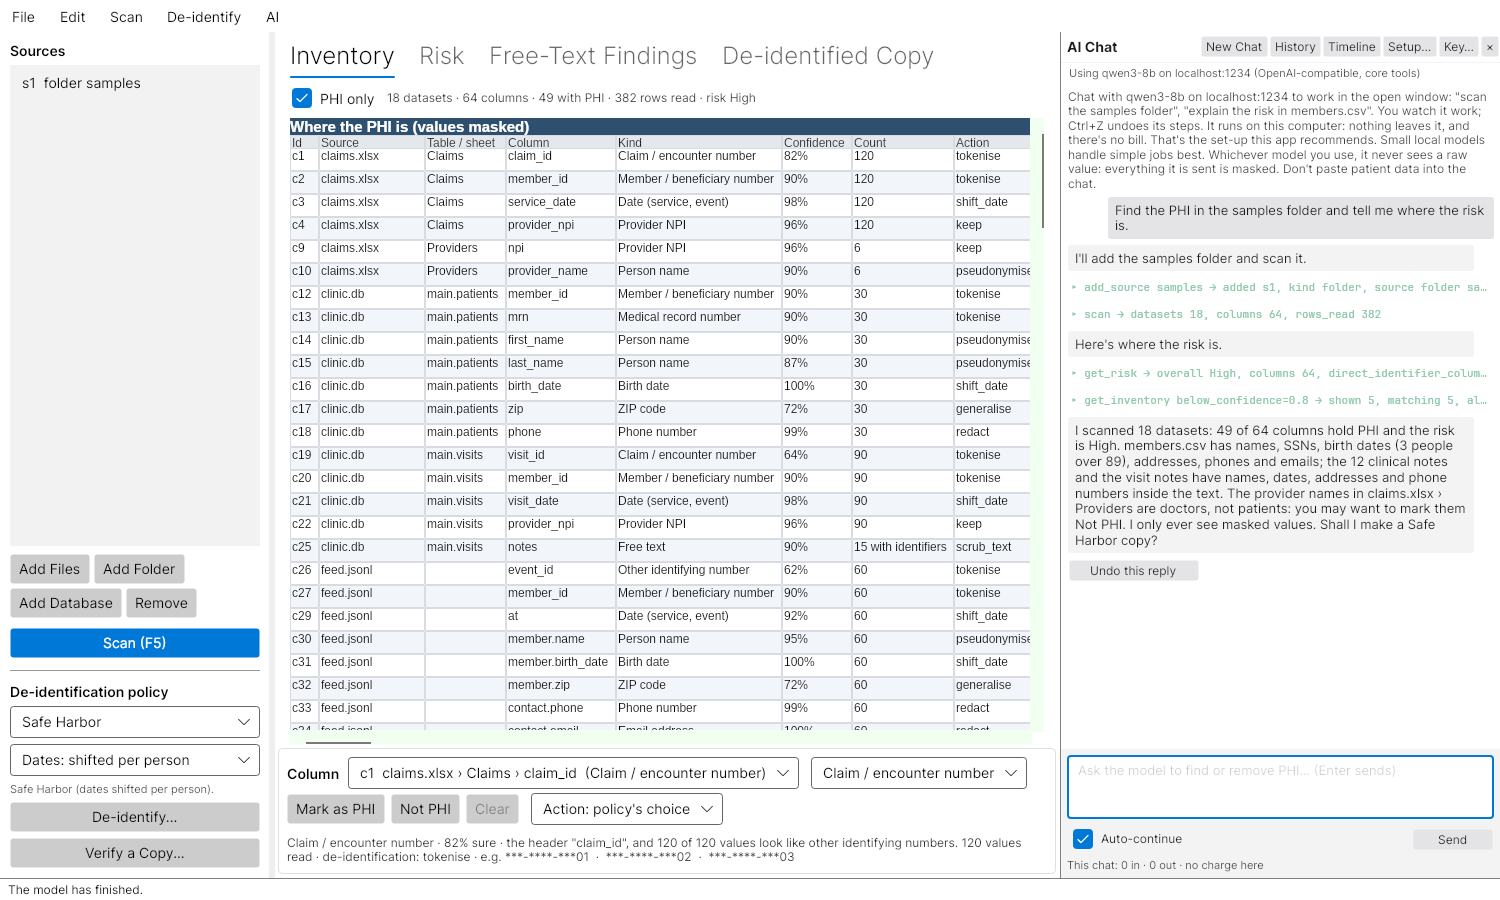 File Edit Scan De-identify AI
Sources
s1 folder samples
Add Files Add Folder
Add Database Remove
Scan (F5)
De-identification policy
Safe Harbor
Dates: shifted per person
Safe Harbor (dates shifted per person).
De-identify...
Verify a Copy...
Inventory Risk Free-Text Findings De-identified Copy
PHI only 18 datasets · 64 columns · 49 with PHI · 382 rows read · risk High
Where the PHI is (values masked)
Id Source Table / sheet Column Kind Confidence Count Action
c1 claims.xlsx Claims claim_id Claim / encounter number 82% 120 tokenise
c2 claims.xlsx Claims member_id Member / beneficiary number 90% 120 tokenise
c3 claims.xlsx Claims service_date Date (service, event) 98% 120 shift_date
c4 claims.xlsx Claims provider_npi Provider NPI 96% 120 keep
c9 claims.xlsx Providers npi Provider NPI 96% 6 keep
c10 claims.xlsx Providers provider_name Person name 90% 6 pseudonymise
c12 clinic.db main.patients member_id Member / beneficiary number 90% 30 tokenise
c13 clinic.db main.patients mrn Medical record number 90% 30 tokenise
c14 clinic.db main.patients first_name Person name 90% 30 pseudonymise
c15 clinic.db main.patients last_name Person name 87% 30 pseudonymise
c16 clinic.db main.patients birth_date Birth date 100% 30 shift_date
c17 clinic.db main.patients zip ZIP code 72% 30 generalise
c18 clinic.db main.patients phone Phone number 99% 30 redact
c19 clinic.db main.visits visit_id Claim / encounter number 64% 90 tokenise
c20 clinic.db main.visits member_id Member / beneficiary number 90% 90 tokenise
c21 clinic.db main.visits visit_date Date (service, event) 98% 90 shift_date
c22 clinic.db main.visits provider_npi Provider NPI 96% 90 keep
c25 clinic.db main.visits notes Free text 90% 15 with identifiers scrub_text
c26 feed.jsonl event_id Other identifying number 62% 60 tokenise
c27 feed.jsonl member_id Member / beneficiary number 90% 60 tokenise
c29 feed.jsonl at Date (service, event) 92% 60 shift_date
c30 feed.jsonl member.name Person name 95% 60 pseudonymise
c31 feed.jsonl member.birth_date Birth date 100% 60 shift_date
c32 feed.jsonl member.zip ZIP code 72% 60 generalise
c33 feed.jsonl contact.phone Phone number 99% 60 redact
c34 feed.jsonl contact.email Email address 100% 60 redact
Column c1 claims.xlsx › Claims › claim_id (Claim / encounter number) Claim / encounter number
Mark as PHI Not PHI Clear Action: policy's choice
Claim / encounter number · 82% sure · the header "claim_id", and 120 of 120 values look like other identifying numbers. 120 values
read · de-identification: tokenise · e.g. ***-****-***01 · ***-****-***02 · ***-****-***03
AI Chat New Chat History Timeline Setup... Key... ×
Using qwen3-8b on localhost:1234 (OpenAI-compatible, core tools)
Chat with qwen3-8b on localhost:1234 to work in the open window: "scan
the samples folder", "explain the risk in members.csv". You watch it work;
Ctrl+Z undoes its steps. It runs on this computer: nothing leaves it, and
there's no bill. That's the set-up this app recommends. Small local models
handle simple jobs best. Whichever model you use, it never sees a raw
value: everything it is sent is masked. Don't paste patient data into the
chat.
Find the PHI in the samples folder and tell me where the risk
is.
I'll add the samples folder and scan it.
▸ add_source samples → added s1, kind folder, source folder sa…
▸ scan → datasets 18, columns 64, rows_read 382
Here's where the risk is.
▸ get_risk → overall High, columns 64, direct_identifier_colum…
▸ get_inventory below_confidence=0.8 → shown 5, matching 5, al…
I scanned 18 datasets: 49 of 64 columns hold PHI and the risk
is High. members.csv has names, SSNs, birth dates (3 people
over 89), addresses, phones and emails; the 12 clinical notes
and the visit notes have names, dates, addresses and phone
numbers inside the text. The provider names in claims.xlsx ›
Providers are doctors, not patients: you may want to mark them
Not PHI. I only ever see masked values. Shall I make a Safe
Harbor copy?
Undo this reply
Ask the model to find or remove PHI... (Enter sends)
Auto-continue Send
This chat: 0 in · 0 out · no charge here
The model has finished.